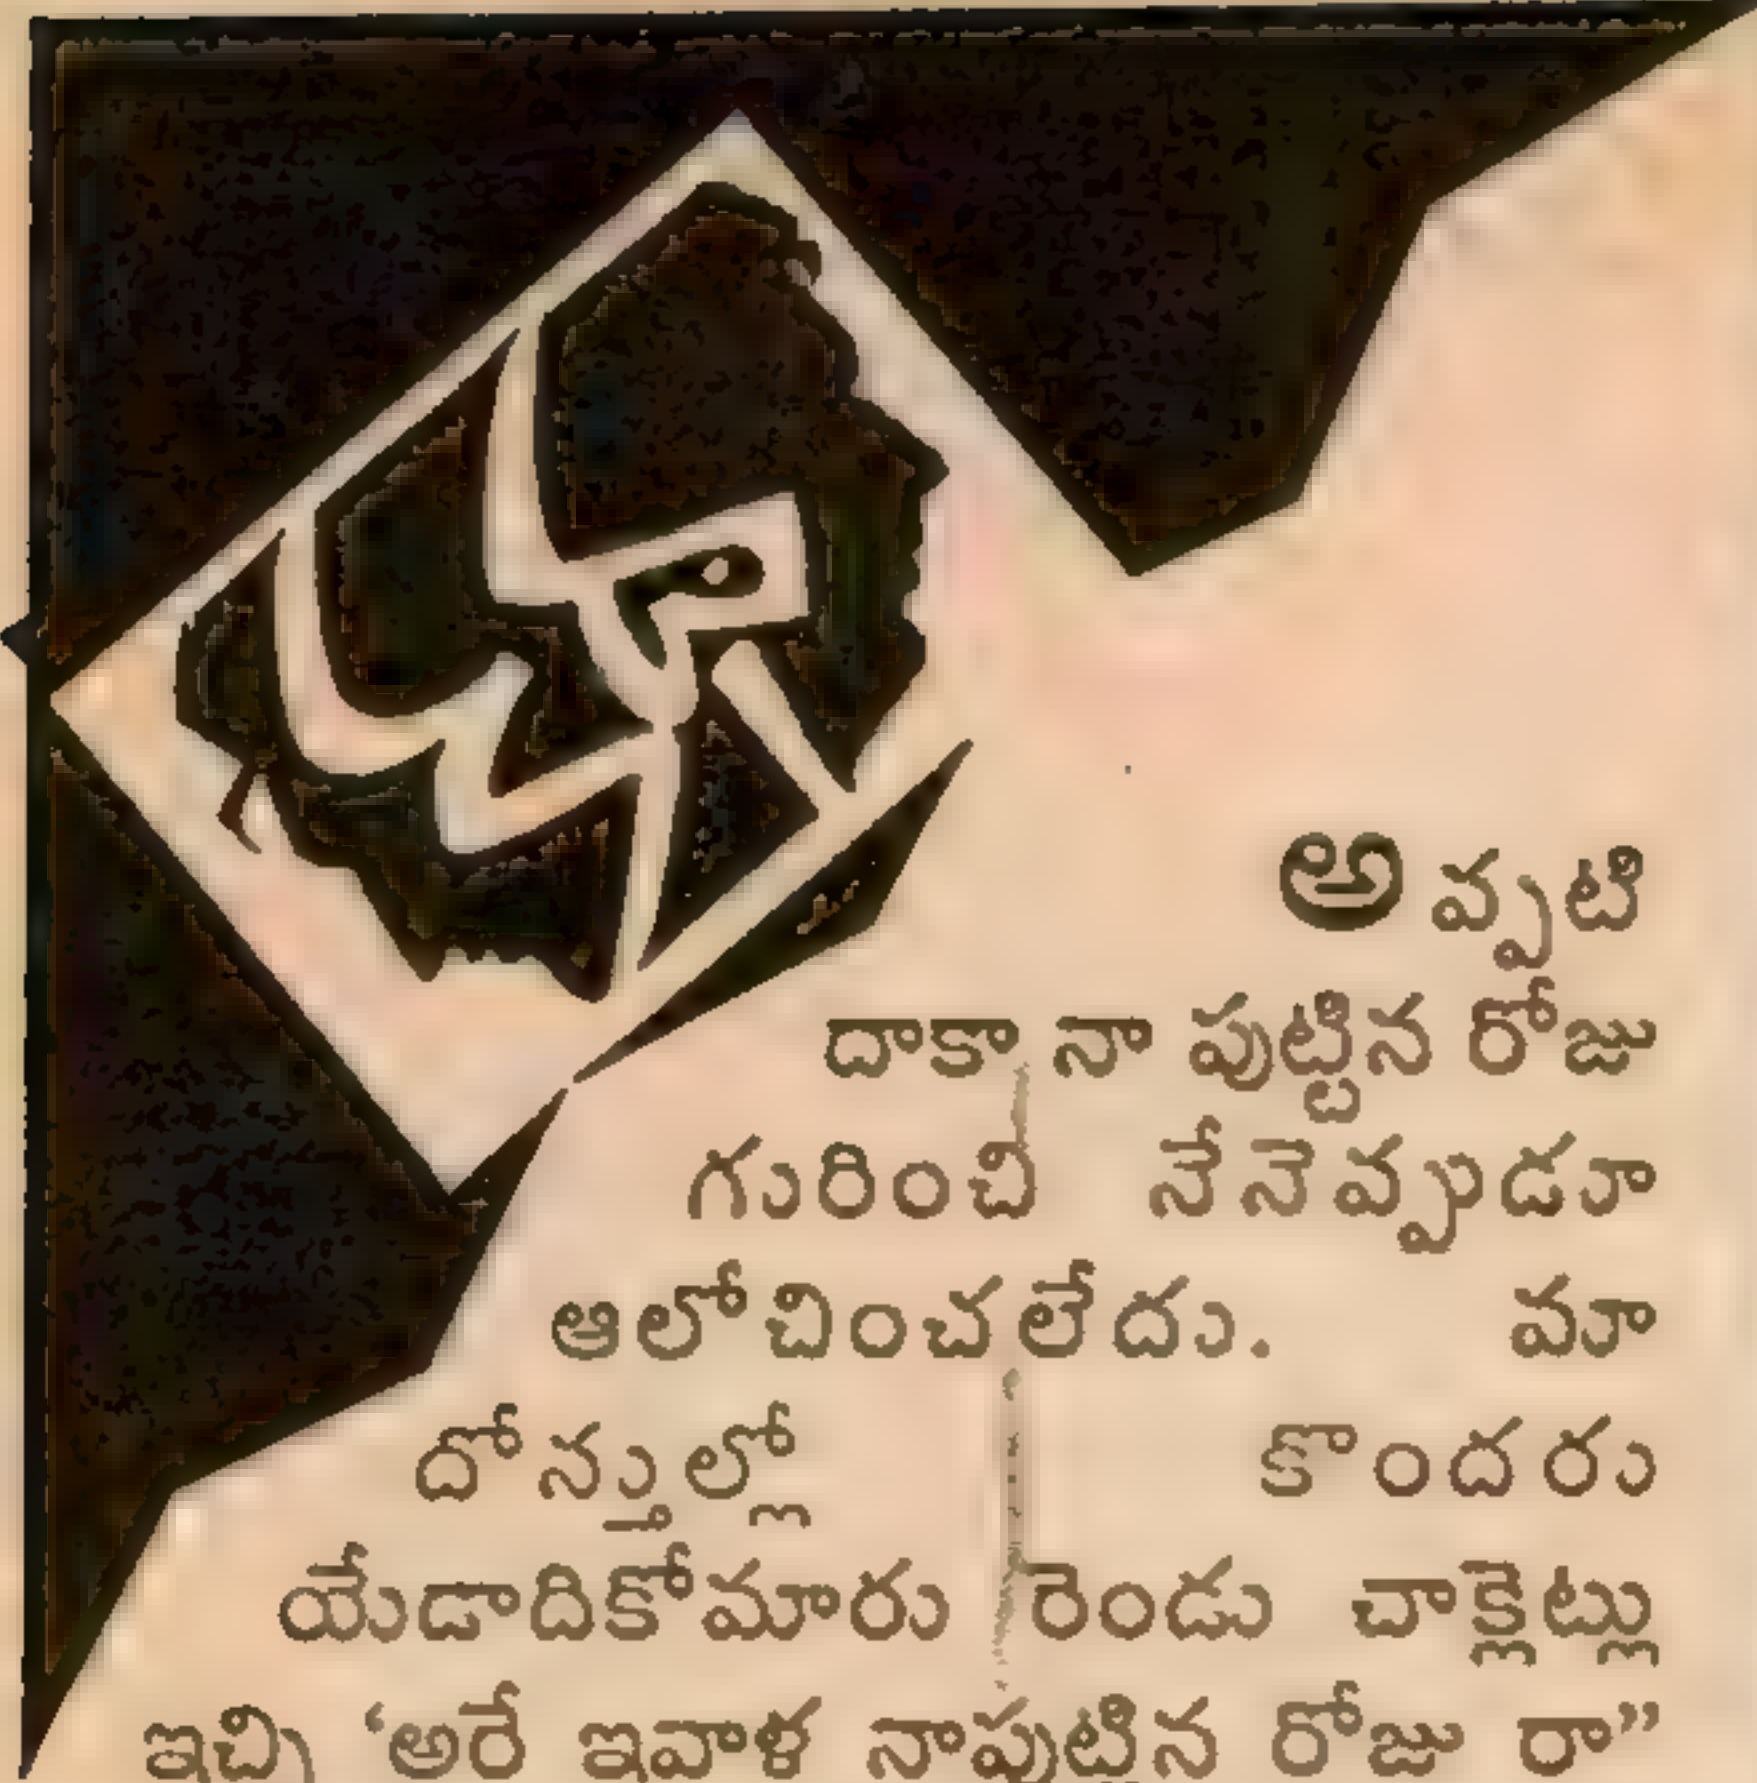 అప్పటి
దాకా నా పుట్టిన రోజు
గురించి నేనెప్పుడూ
ఆలోచించలేదు. మా
దోస్తుల్లో కొందరు
యేడాదికోమారు రెండు చాక్లెట్లు
ఇచ్చి ‘అరే ఇవాళ నాపుట్టిన రోజు రా”